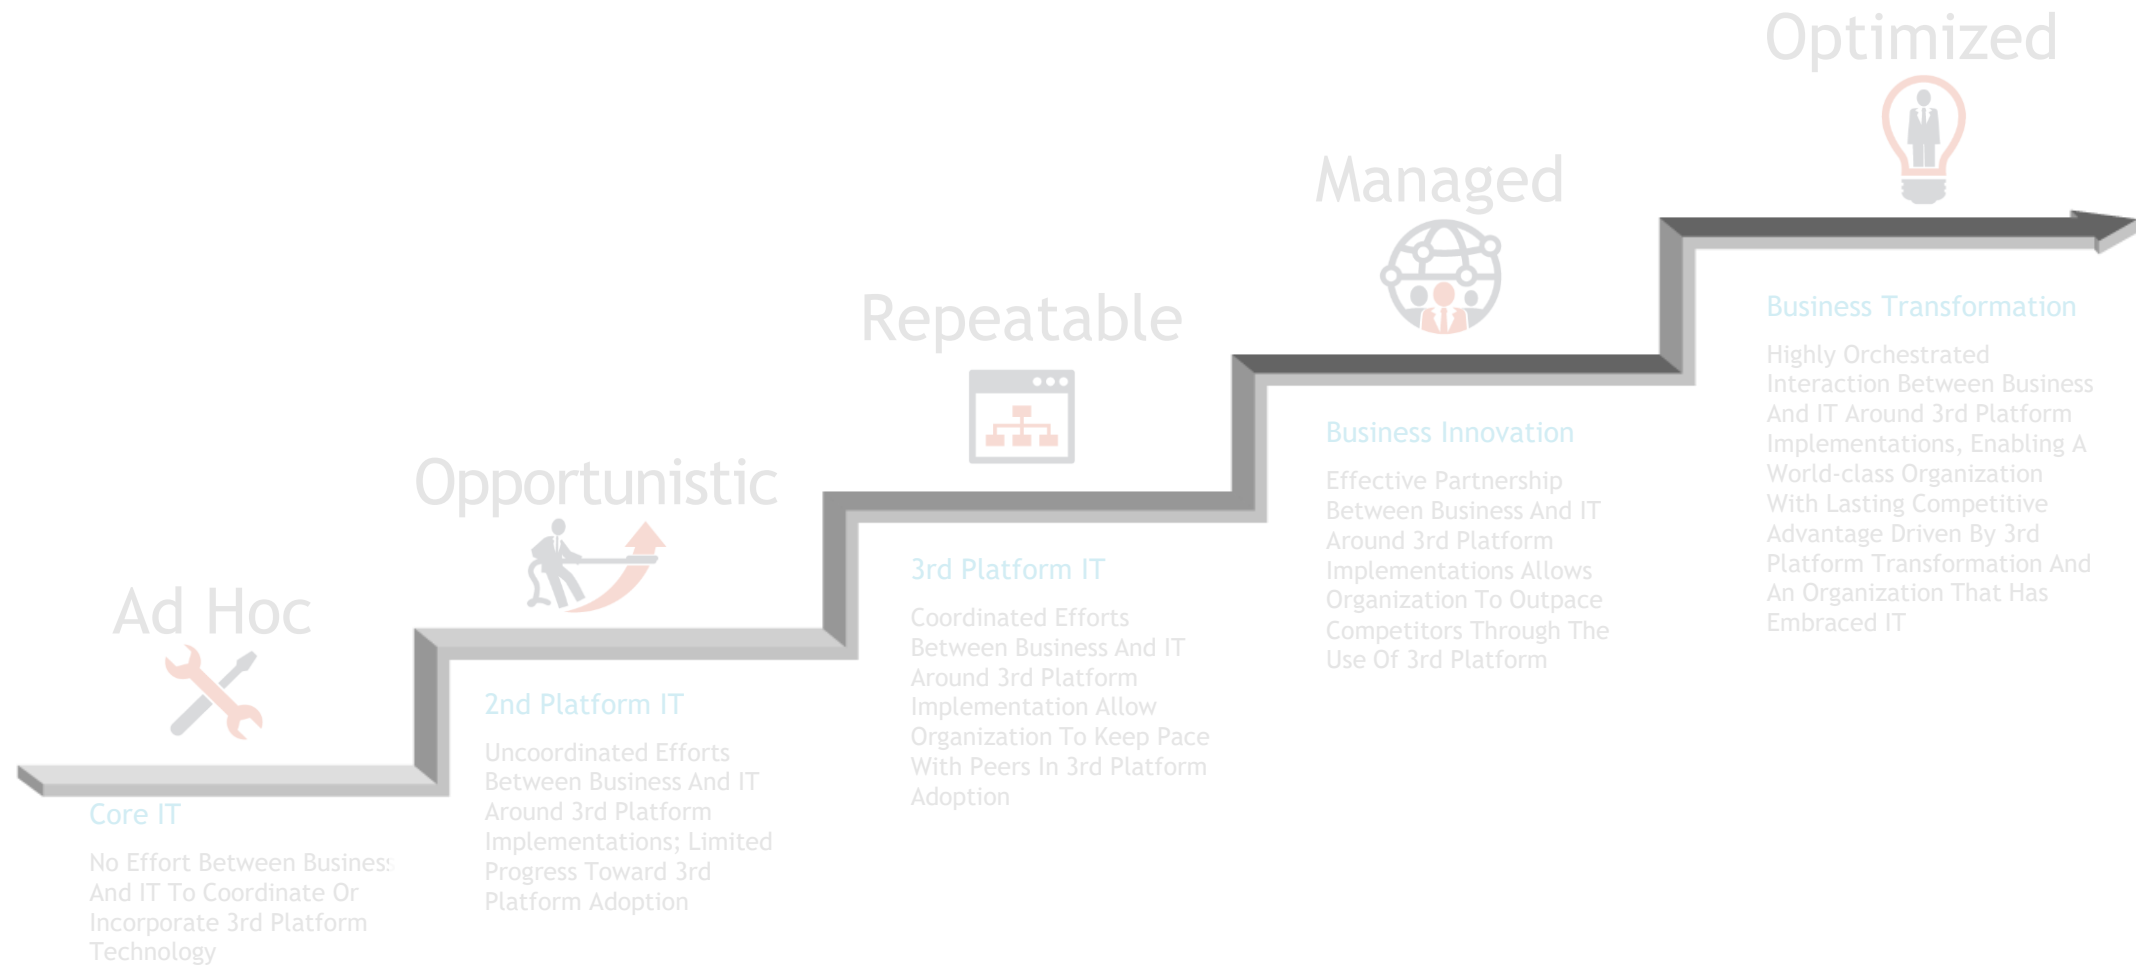 Ad Hoc
Core IT
No Effort Between Business
And IT To Coordinate Or
Incorporate 3rd Platform
Technology
Opportunistic
2nd Platform IT
Uncoordinated Efforts
Between Business And IT
Around 3rd Platform
Implementations; Limited
Progress Toward 3rd
Platform Adoption
Repeatable
3rd Platform IT
Coordinated Efforts
Between Business And IT
Around 3rd Platform
Implementation Allow
Organization To Keep Pace
With Peers In 3rd Platform
Adoption
Managed
Business Innovation
Effective Partnership
Between Business And IT
Around 3rd Platform
Implementations Allows
Organization To Outpace
Competitors Through The
Use Of 3rd Platform
Optimized
Business Transformation
Highly Orchestrated
Interaction Between Business
And IT Around 3rd Platform
Implementations, Enabling A
World-class Organization
With Lasting Competitive
Advantage Driven By 3rd
Platform Transformation And
An Organization That Has
Embraced IT